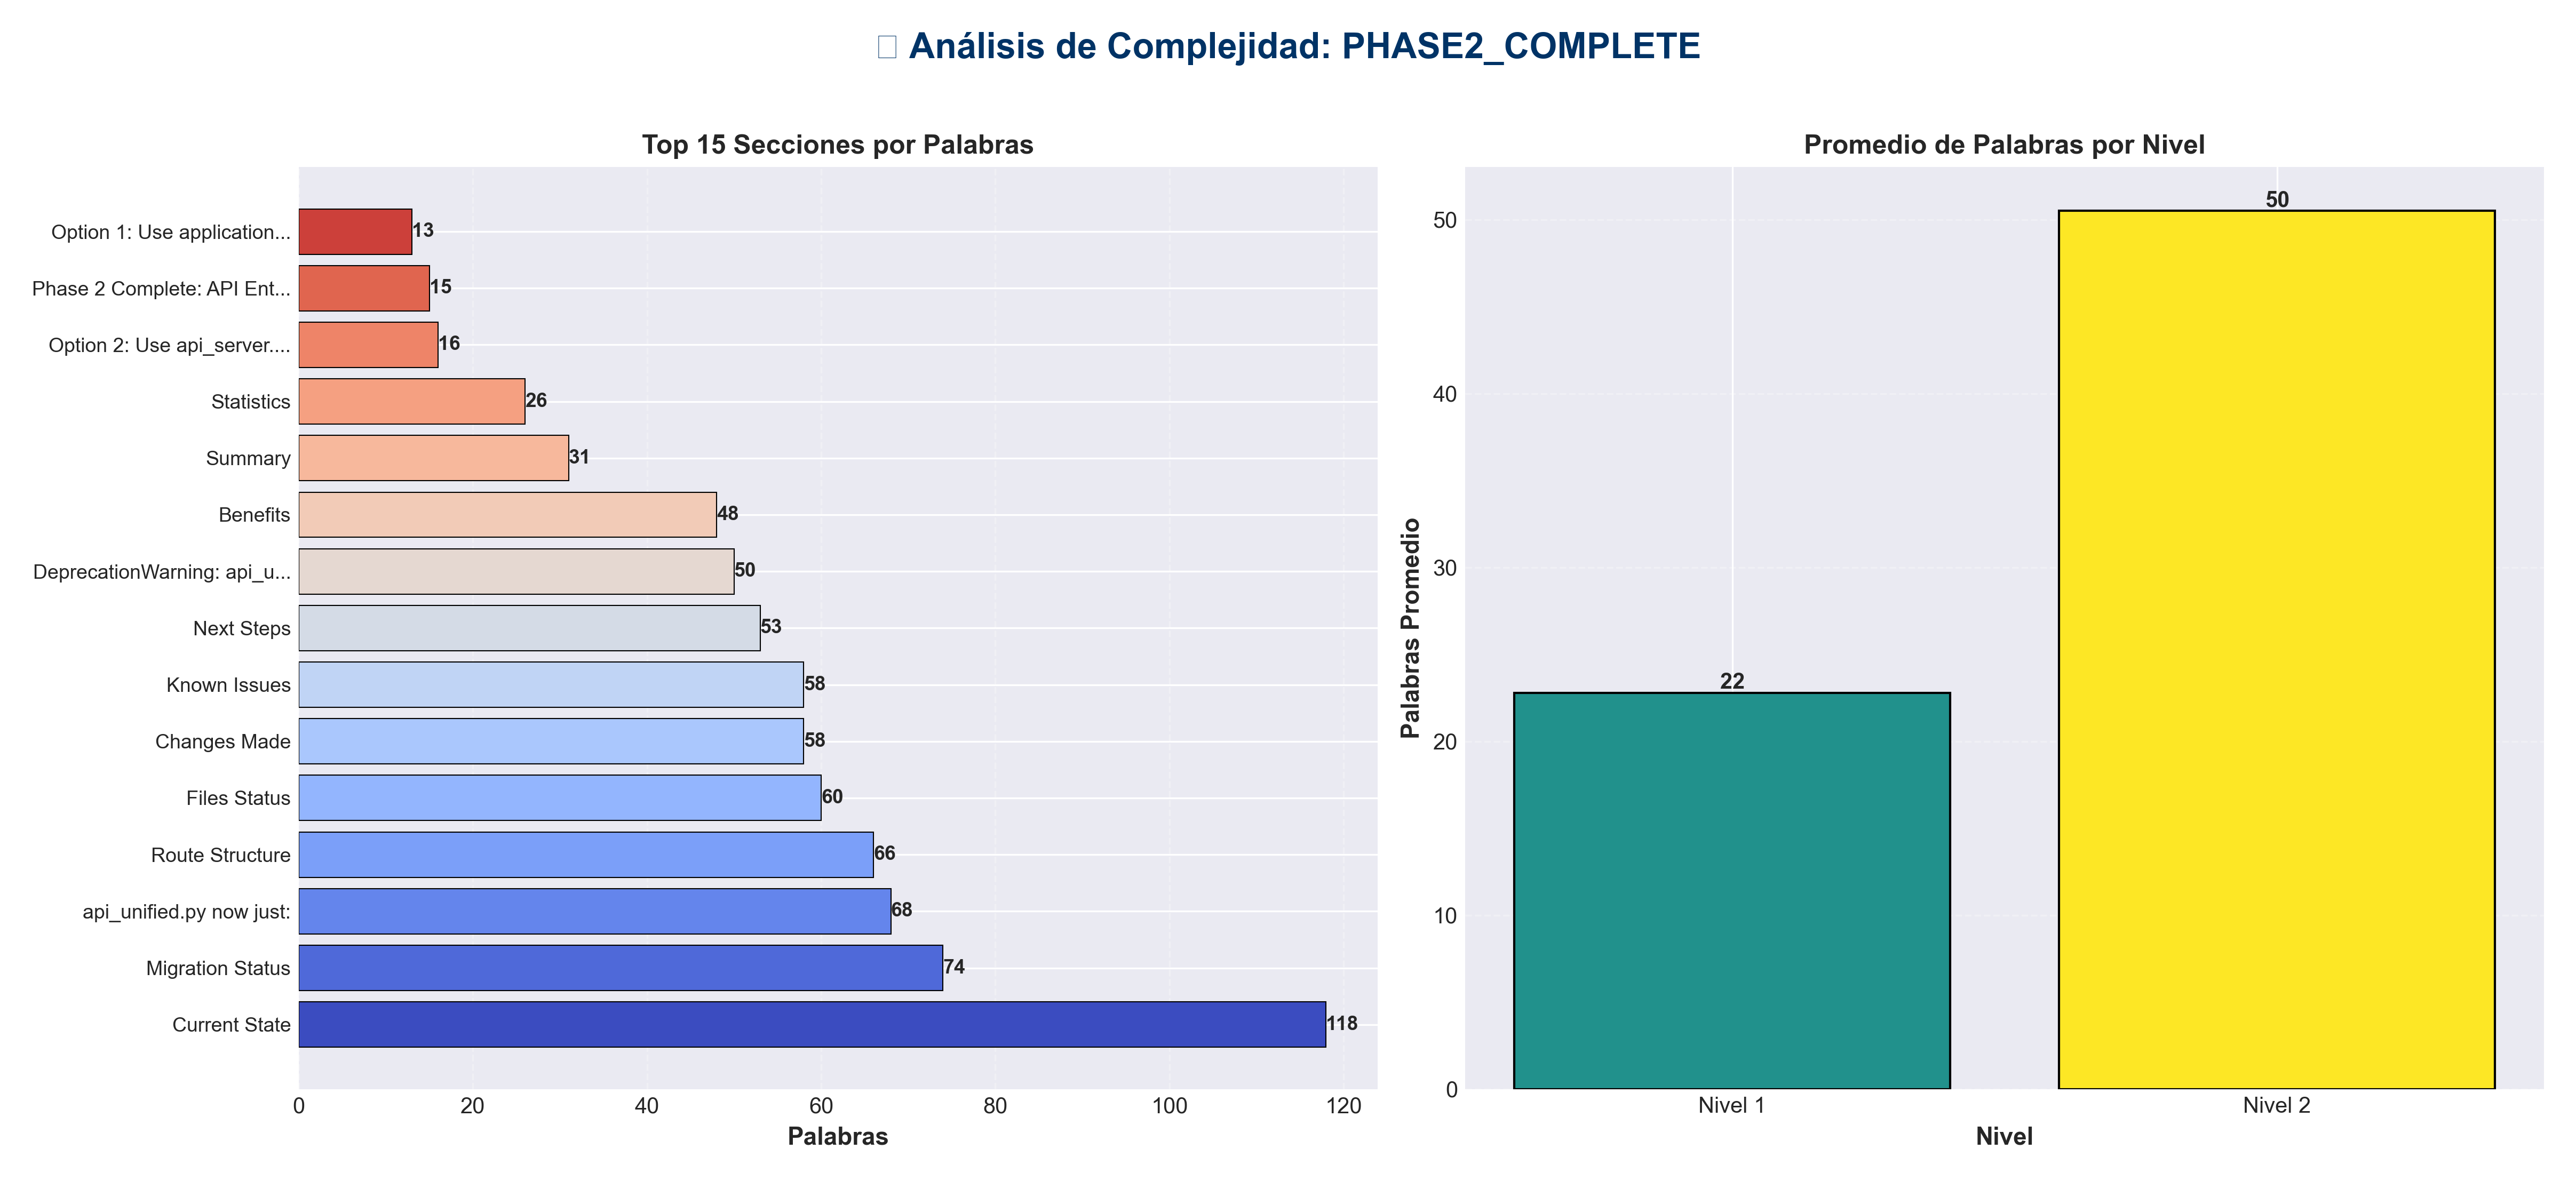 Análisis de Complejidad: PHASE2_COMPLETE
Top 15 Secciones por Palabras
Option 1: Use application... 13
Phase 2 Complete: API Ent... 15
Option 2: Use api_server.... 16
Statistics 26
Summary 31
Benefits 48
DeprecationWarning: api_u... 50
Next Steps 53
Known Issues 58
Changes Made 58
Files Status 60
Route Structure 66
api_unified.py now just: 68
Migration Status 74
Current State 118
0 20 40 60 80 100 120
Palabras
Promedio de Palabras por Nivel
Palabras Promedio
50
40
30
20
10
0
22
50
Nivel 1 Nivel 2
Nivel